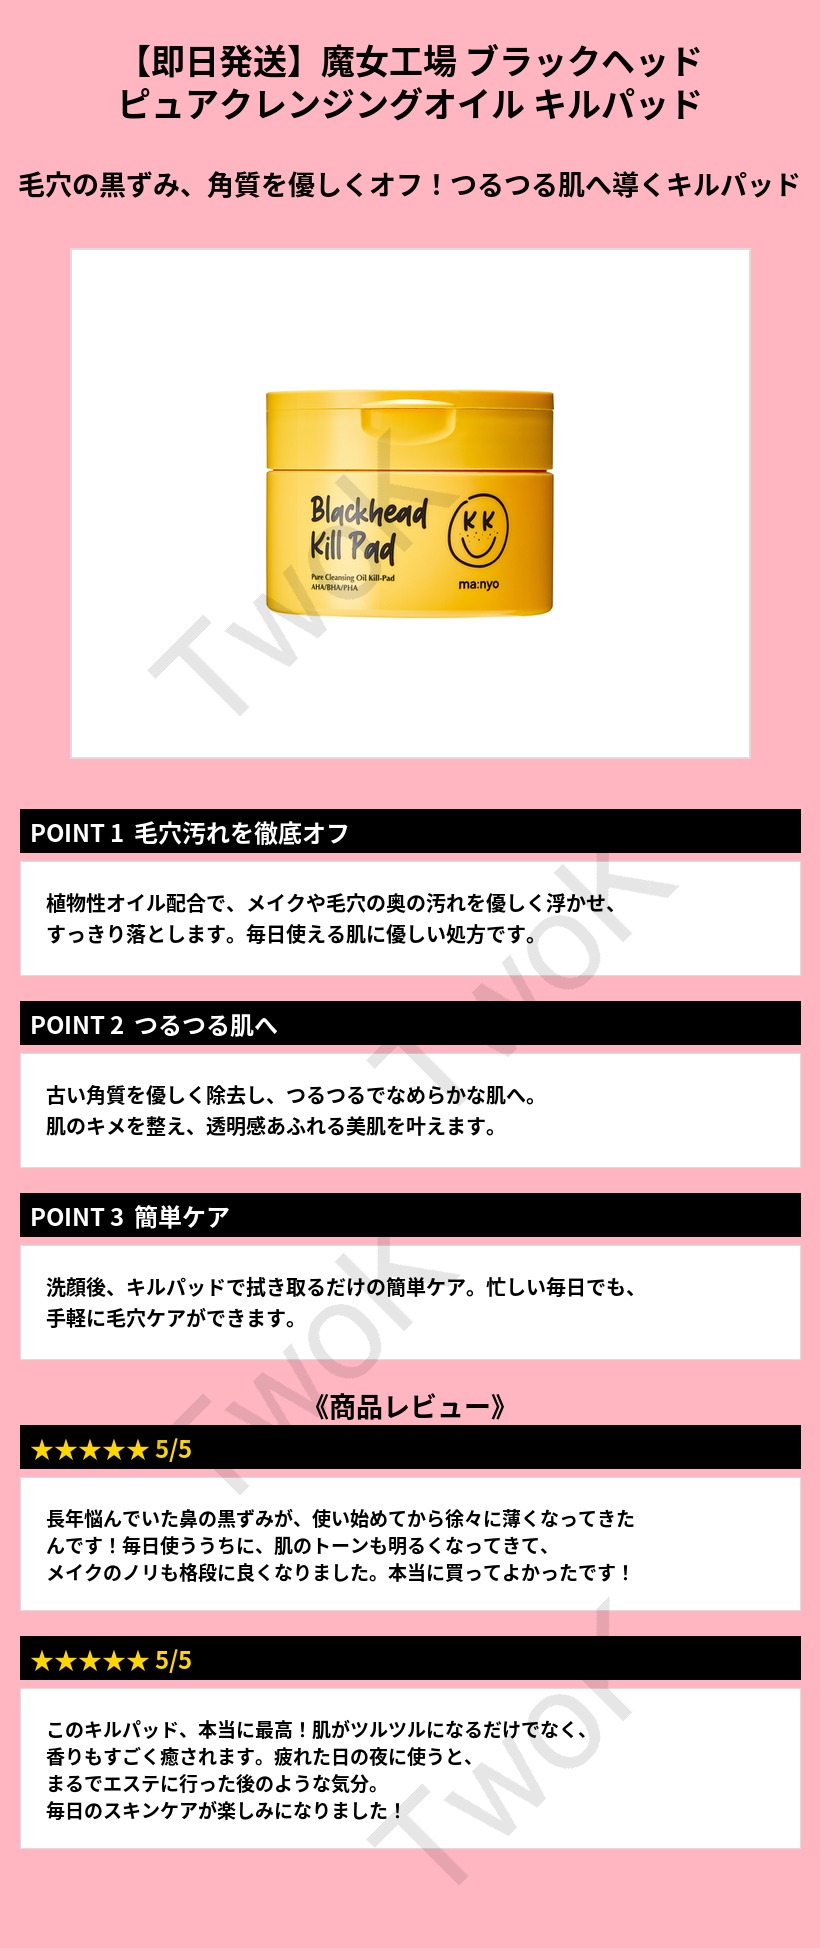 【即日発送】魔女工場 ブラックヘッド
ピュアクレンジングオイル キルパッド
毛穴の黒ずみ、角質を優しくオフ！つるつる肌へ導くキルパッド
Blackhead
Kill Pad
Pure Cleansing Oil Kill-Pad
AHA/BHA/PHA
K K
ma:nyo
TwoK
POINT 1 毛穴汚れを徹底オフ
植物性オイル配合で、メイクや毛穴の奥の汚れを優しく浮かせ、
すっきり落とします。毎日使える肌に優しい処方です。
TwoK
POINT 2 つるつる肌へ
古い角質を優しく除去し、つるつるでなめらかな肌へ。
肌のキメを整え、透明感あふれる美肌を叶えます。
POINT 3 簡単ケア
洗顔後、キルパッドで拭き取るだけの簡単ケア。忙しい毎日でも、
手軽に毛穴ケアができます。
TwoK
《商品レビュー》
★★★★★ 5/5
長年悩んでいた鼻の黒ずみが、使い始めてから徐々に薄くなってきた
んです！毎日使ううちに、肌のトーンも明るくなってきて、
メイクのノリも格段に良くなりました。本当に買ってよかったです！
★★★★★ 5/5
このキルパッド、本当に最高！肌がツルツルになるだけでなく、
香りもすごく癒されます。疲れた日の夜に使うと、
まるでエステに行った後のような気分。
毎日のスキンケアが楽しみになりました！
TwoK